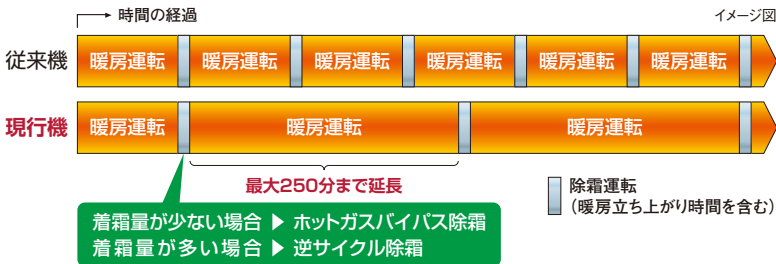 時間の経過
イメージ図
従来機 暖房運転 暖房運転 暖房運転 暖房運転 暖房運転 暖房運転
現行機 暖房運転 暖房運転 暖房運転
最大250分まで延長
除霜運転
(暖房立ち上がり時間を含む)
着霜量が少ない場合 ▶ ホットガスバイパス除霜
着霜量が多い場合 ▶ 逆サイクル除霜